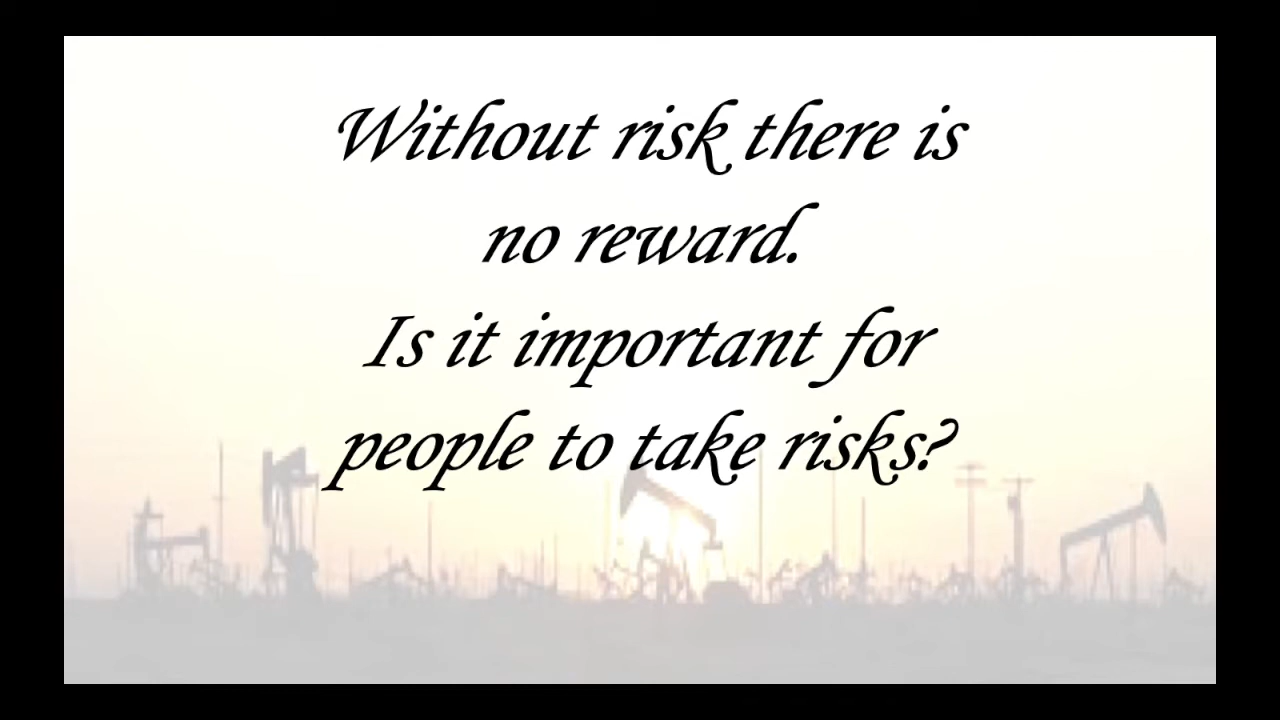 Without risk there is
no reward.
Is it important for
people to take risks?